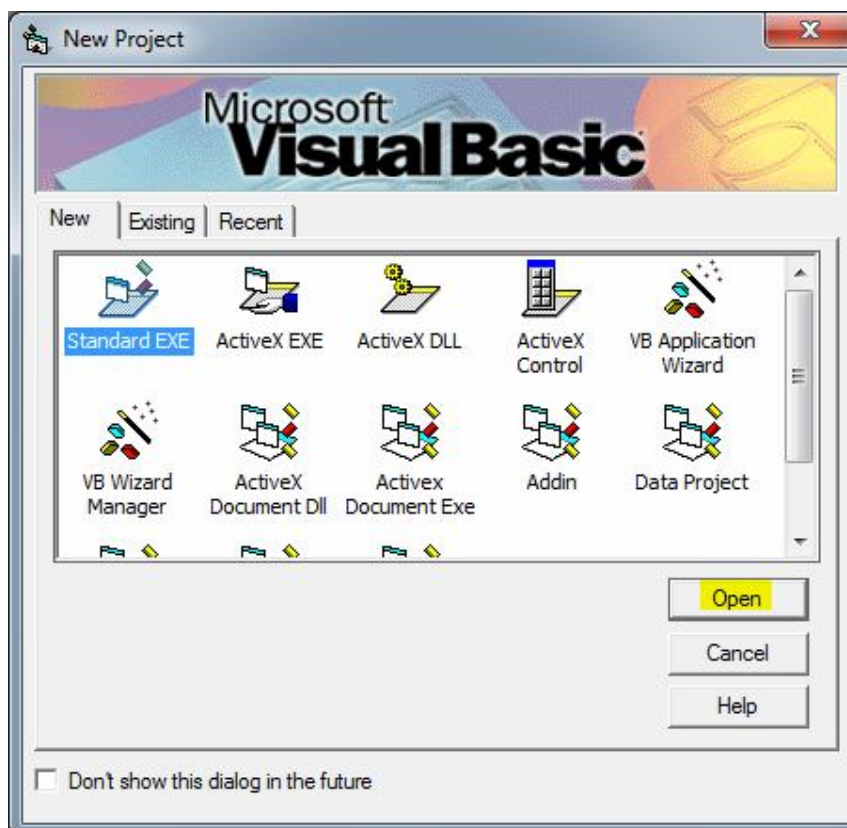 New Project
Microsoft
Visual Basic
New Existing Recent
Standard EXE ActiveX EXE ActiveX DLL ActiveX Control VB Application Wizard
VB Wizard Manager ActiveX Document Dll Activex Document Exe Addin Data Project
Open
Cancel
Help
Don't show this dialog in the future